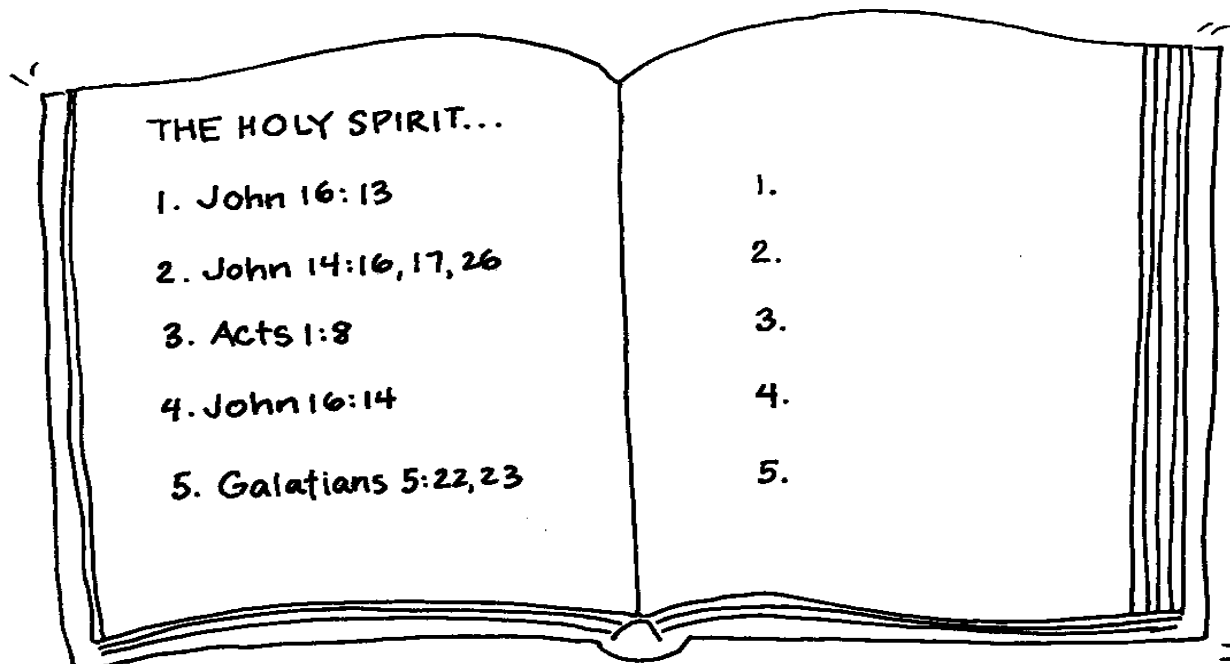 THE HOLY SPIRIT...
1. John 16:13
2. John 14:16,17,26
3. Acts 1:8
4. John 16:14
5. Galatians 5:22,23
1.
2.
3.
4.
5.